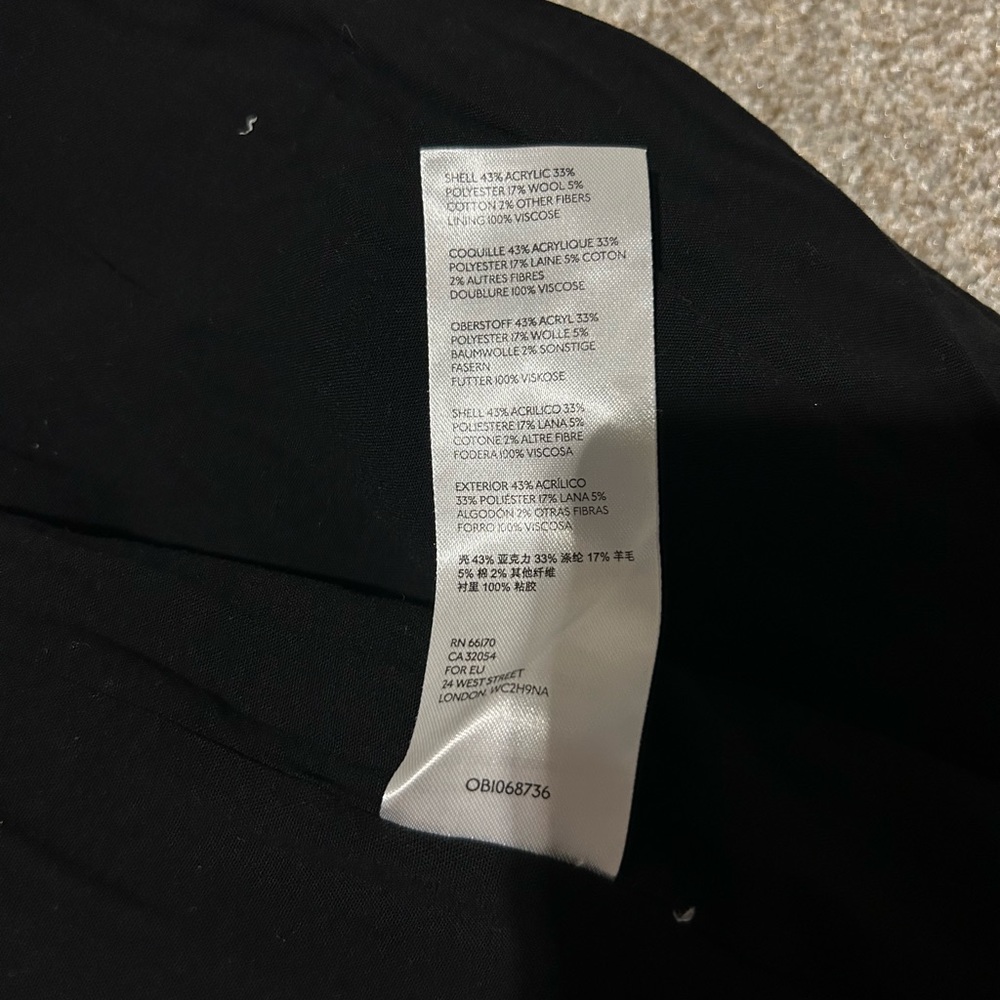 SHELL 43% ACRYLIC 33%
POLYESTER 17% WOOL 5%
COTTON 2% OTHER FIBERS
LINING 100% VISCOSE
COQUILLE 43% ACRYLIQUE 33%
POLYESTER 17% LAINE 5% COTON
2% AUTRES FIBRES
DOUBLURE 100% VISCOSE
OBERSTOFF 43% ACRYL 33%
POLYESTER 17% WOLLE 5%
BAUMWOLLE 2% SONSTIGE
FASERN
FUTTER 100% VISKOSE
SHELL 43% ACRILICO 33%
POLIESTERE 17% LANA 5%
COTONE 2% ALTRE FIBRE
FODERA 100% VISCOSA
EXTERIOR 43% ACRÍLICO
33% POLIÉSTER 17% LANA 5%
ALGODÓN 2% OTRAS FIBRAS
FORRO 100% VISCOSA
壳 43% 亚克力 33% 涤纶 17% 羊毛
5% 棉 2% 其他纤维
衬里 100% 粘胶
RN 66170
CA 32054
FOR EU
24 WEST STREET
LONDON, WC2H9NA
OBI068736